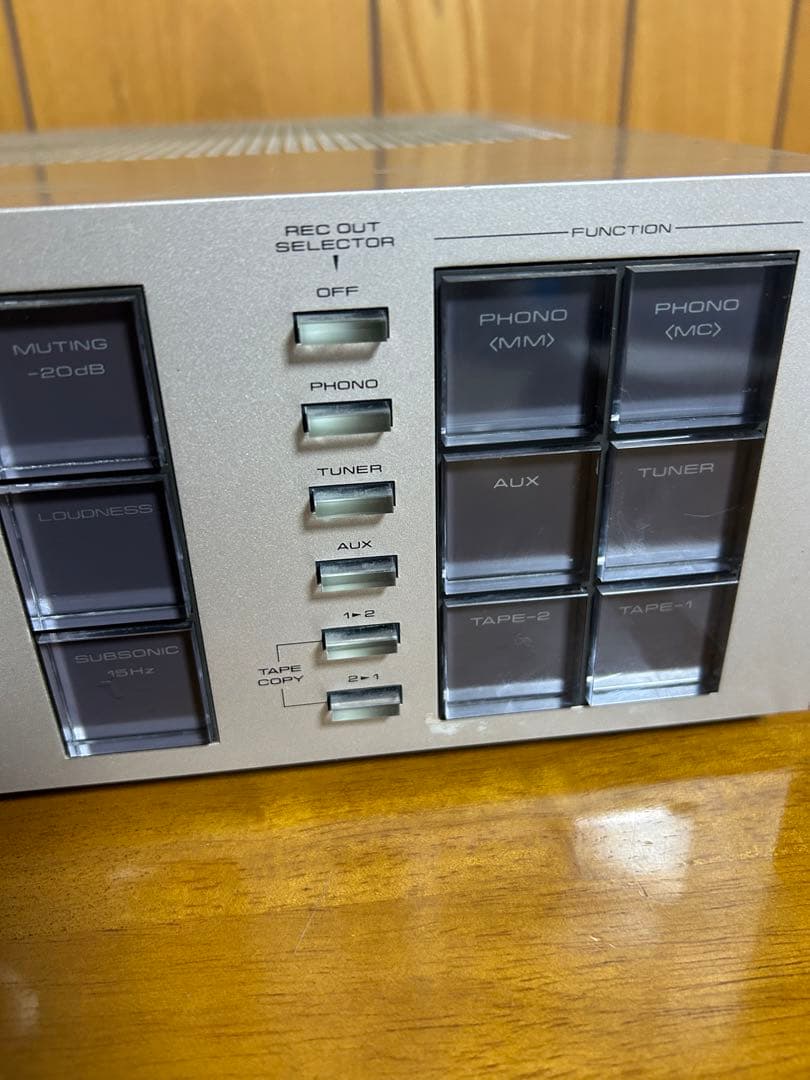 MUTING
-20dB
LOUDNESS
SUBSONIC
15Hz
REC OUT
SELECTOR
OFF
PHONO
TUNER
AUX
1►2
TAPE
COPY
2►1
FUNCTION
PHONO
〈MM〉
PHONO
〈MC〉
AUX
TUNER
TAPE-2
TAPE-1